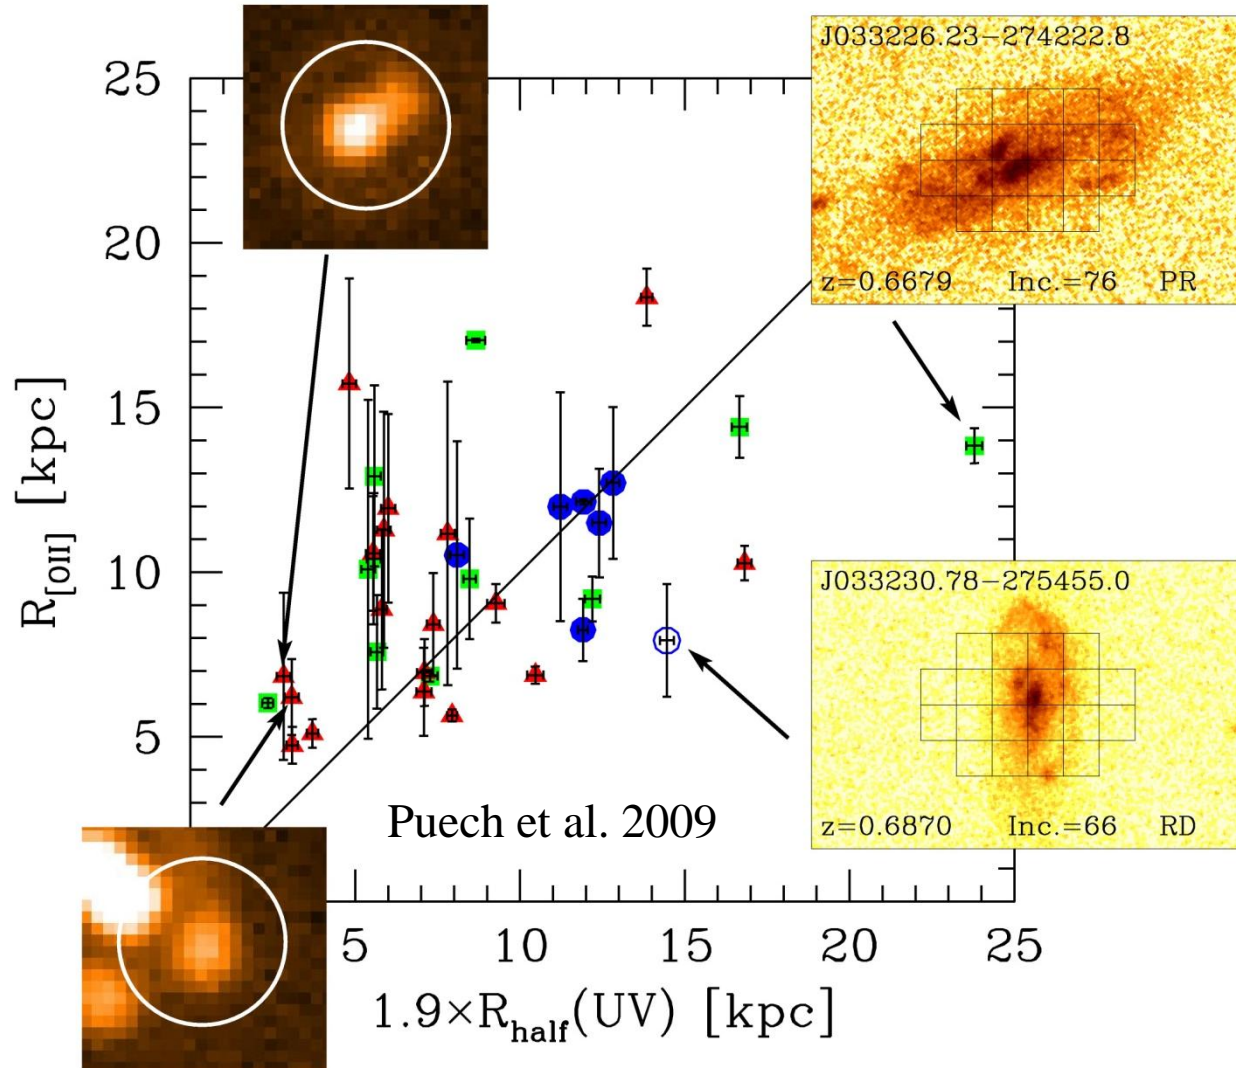 J033226.23−274222.8
z=0.6679 Inc.=76 PR
25
20
15
10
5
R[OII] [kpc]
J033230.78−275455.0
z=0.6870 Inc.=66 RD
Puech et al. 2009
5 10 15 20 25
1.9×Rhalf(UV) [kpc]